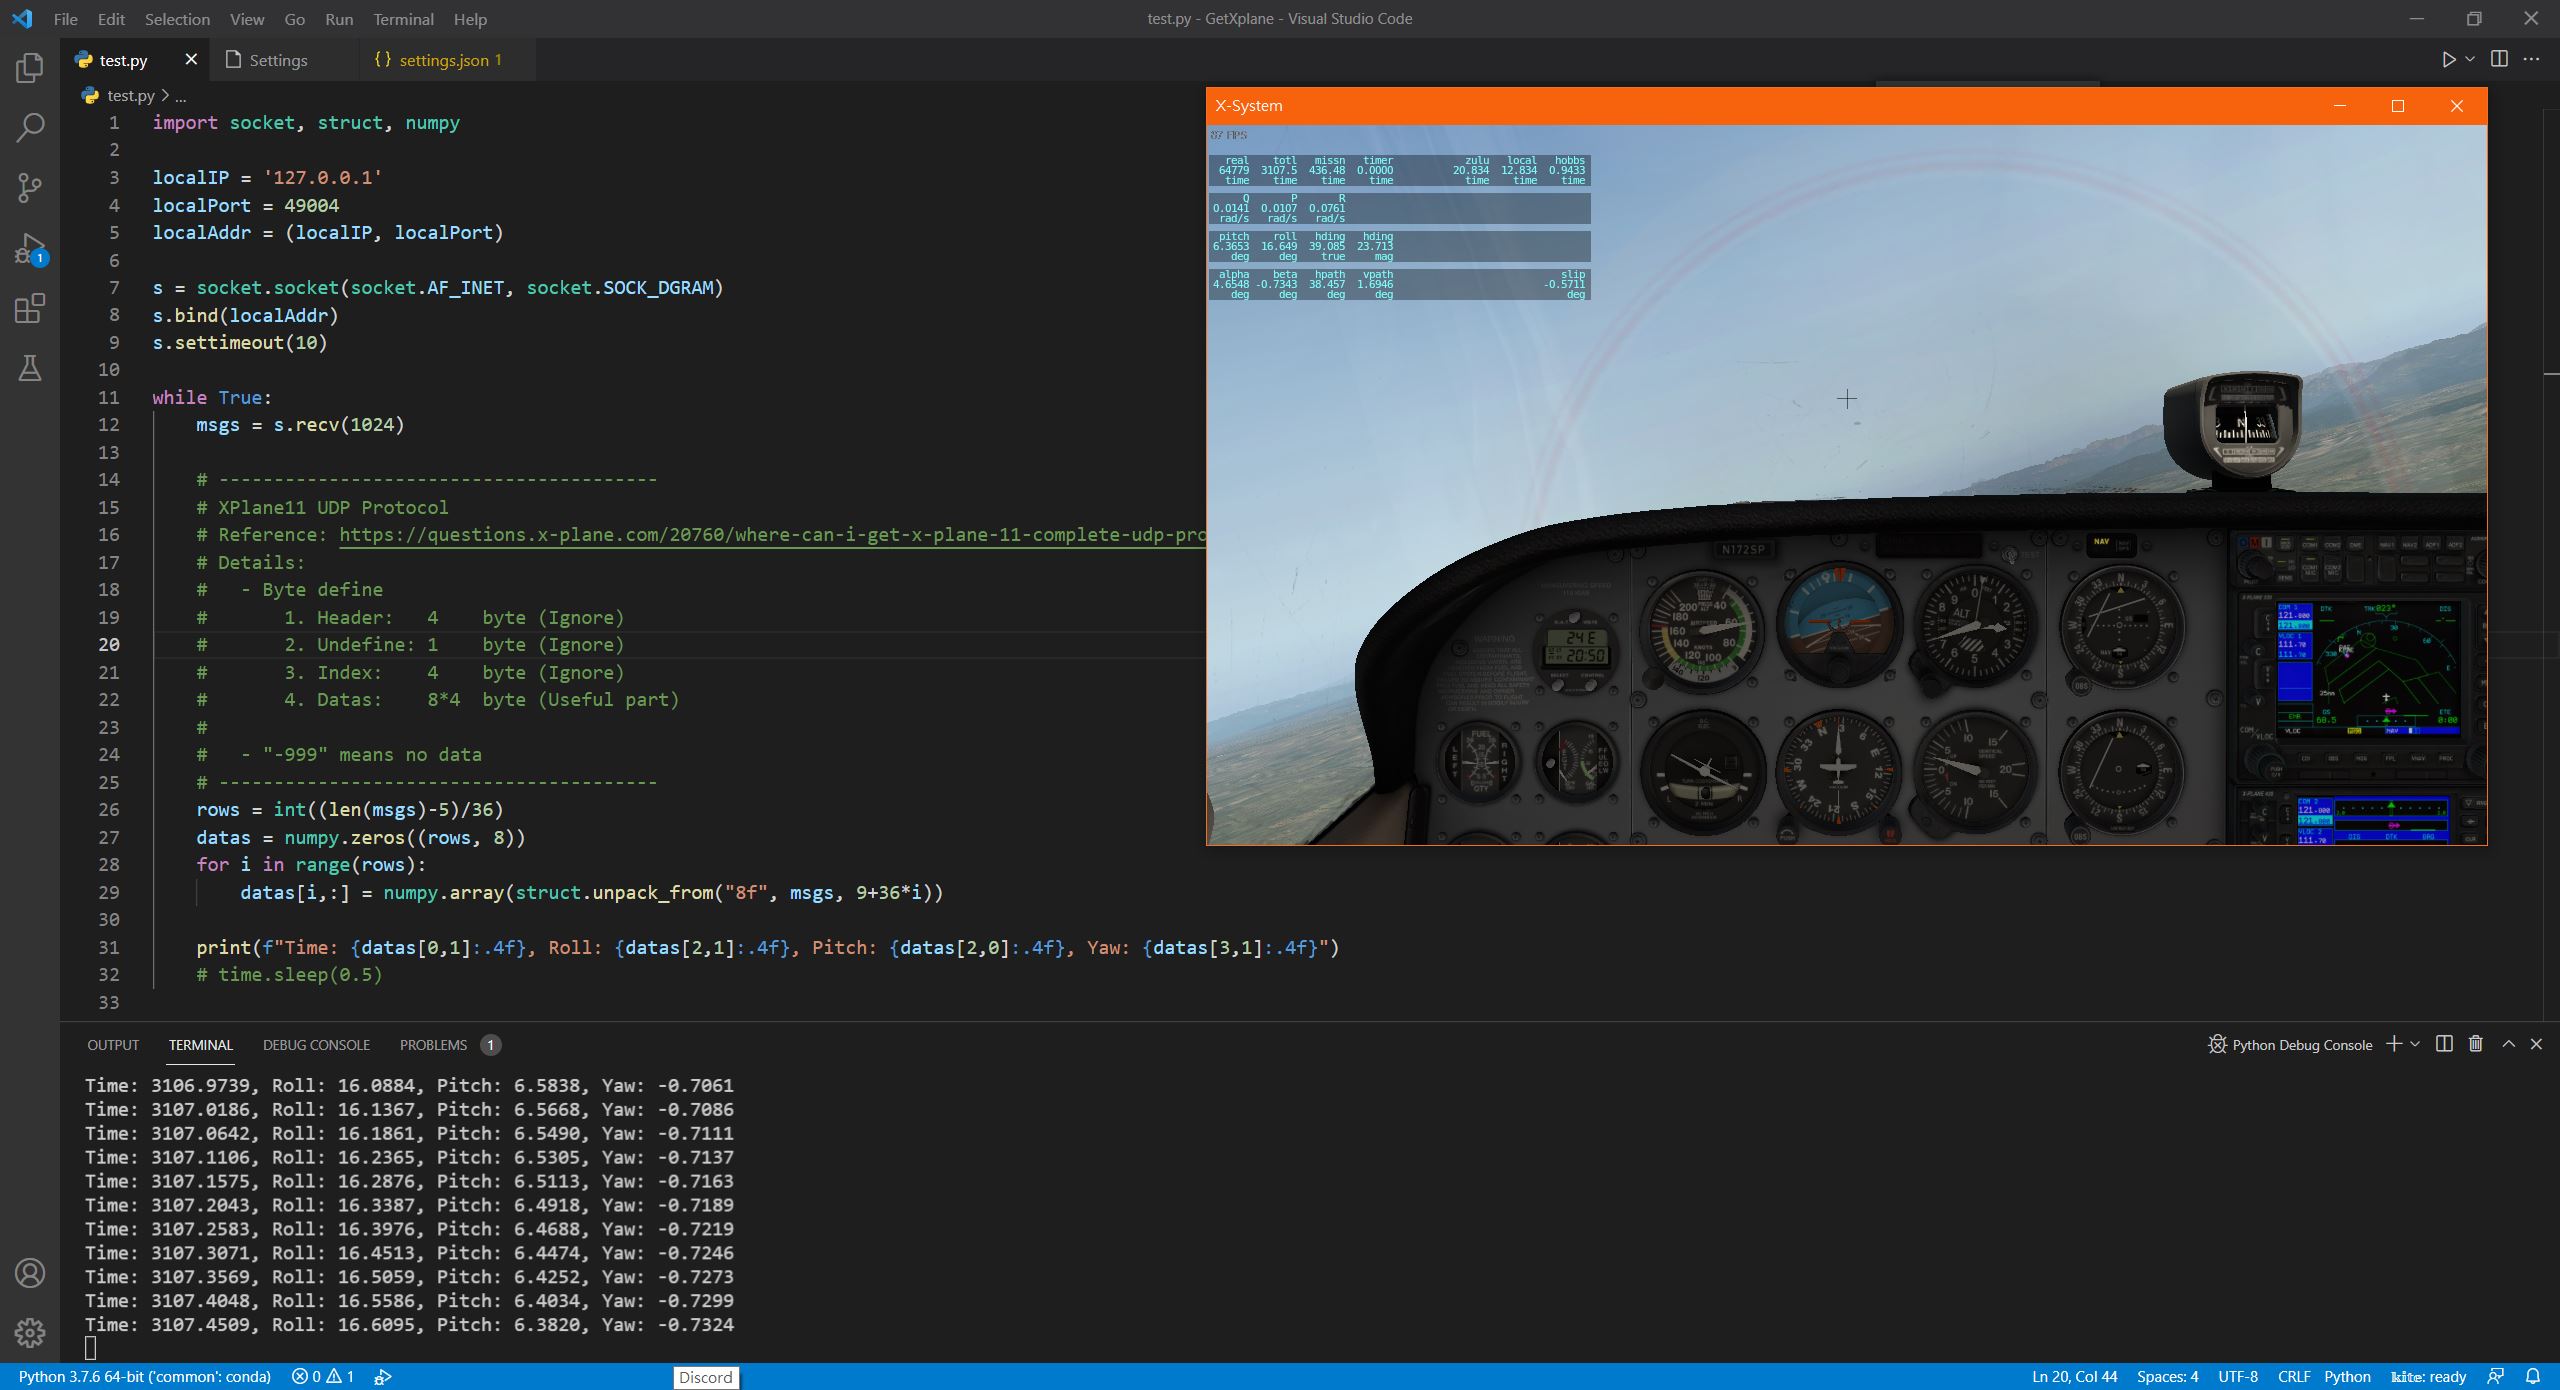 File Edit Selection View Go Run Terminal Help
test.py - GetXplane - Visual Studio Code
test.py Settings {} settings.json 1
test.py > ...
1 import socket, struct, numpy
2
3 localIP = '127.0.0.1'
4 localPort = 49004
5 localAddr = (localIP, localPort)
6
7 s = socket.socket(socket.AF_INET, socket.SOCK_DGRAM)
8 s.bind(localAddr)
9 s.settimeout(10)
10
11 while True:
12 msgs = s.recv(1024)
13
14 # ----------------------------------------
15 # XPlane11 UDP Protocol
16 # Reference: https://questions.x-plane.com/20760/where-can-i-get-x-plane-11-complete-udp-pro
17 # Details:
18 # - Byte define
19 # 1. Header: 4 byte (Ignore)
20 # 2. Undefine: 1 byte (Ignore)
21 # 3. Index: 4 byte (Ignore)
22 # 4. Datas: 8*4 byte (Useful part)
23 #
24 # - "-999" means no data
25 # ----------------------------------------
26 rows = int((len(msgs)-5)/36)
27 datas = numpy.zeros((rows, 8))
28 for i in range(rows):
29 datas[i,:] = numpy.array(struct.unpack_from("8f", msgs, 9+36*i))
30
31 print(f"Time: {datas[0,1]:.4f}, Roll: {datas[2,1]:.4f}, Pitch: {datas[2,0]:.4f}, Yaw: {datas[3,1]:.4f}")
32 # time.sleep(0.5)
33
X-System
87 FPS
real totl missn timer zulu local hobbs
64779 3107.5 436.48 0.0000 20.834 12.834 0.9433
time time time time time time time
Q P R
0.0141 0.0107 0.0761
rad/s rad/s rad/s
pitch roll hding hding
6.3653 16.649 39.085 23.713
deg deg true mag
alpha beta hpath vpath slip
4.6548 -0.7343 38.457 1.6946 -0.5711
deg deg deg deg deg
N172SP
NAV
24E
20:50
OUTPUT TERMINAL DEBUG CONSOLE PROBLEMS 1
Python Debug Console
Time: 3106.9739, Roll: 16.0884, Pitch: 6.5838, Yaw: -0.7061
Time: 3107.0186, Roll: 16.1367, Pitch: 6.5668, Yaw: -0.7086
Time: 3107.0642, Roll: 16.1861, Pitch: 6.5490, Yaw: -0.7111
Time: 3107.1106, Roll: 16.2365, Pitch: 6.5305, Yaw: -0.7137
Time: 3107.1575, Roll: 16.2876, Pitch: 6.5113, Yaw: -0.7163
Time: 3107.2043, Roll: 16.3387, Pitch: 6.4918, Yaw: -0.7189
Time: 3107.2583, Roll: 16.3976, Pitch: 6.4688, Yaw: -0.7219
Time: 3107.3071, Roll: 16.4513, Pitch: 6.4474, Yaw: -0.7246
Time: 3107.3569, Roll: 16.5059, Pitch: 6.4252, Yaw: -0.7273
Time: 3107.4048, Roll: 16.5586, Pitch: 6.4034, Yaw: -0.7299
Time: 3107.4509, Roll: 16.6095, Pitch: 6.3820, Yaw: -0.7324
Python 3.7.6 64-bit ('common': conda) 0 1 Discord Ln 20, Col 44 Spaces: 4 UTF-8 CRLF Python kite: ready